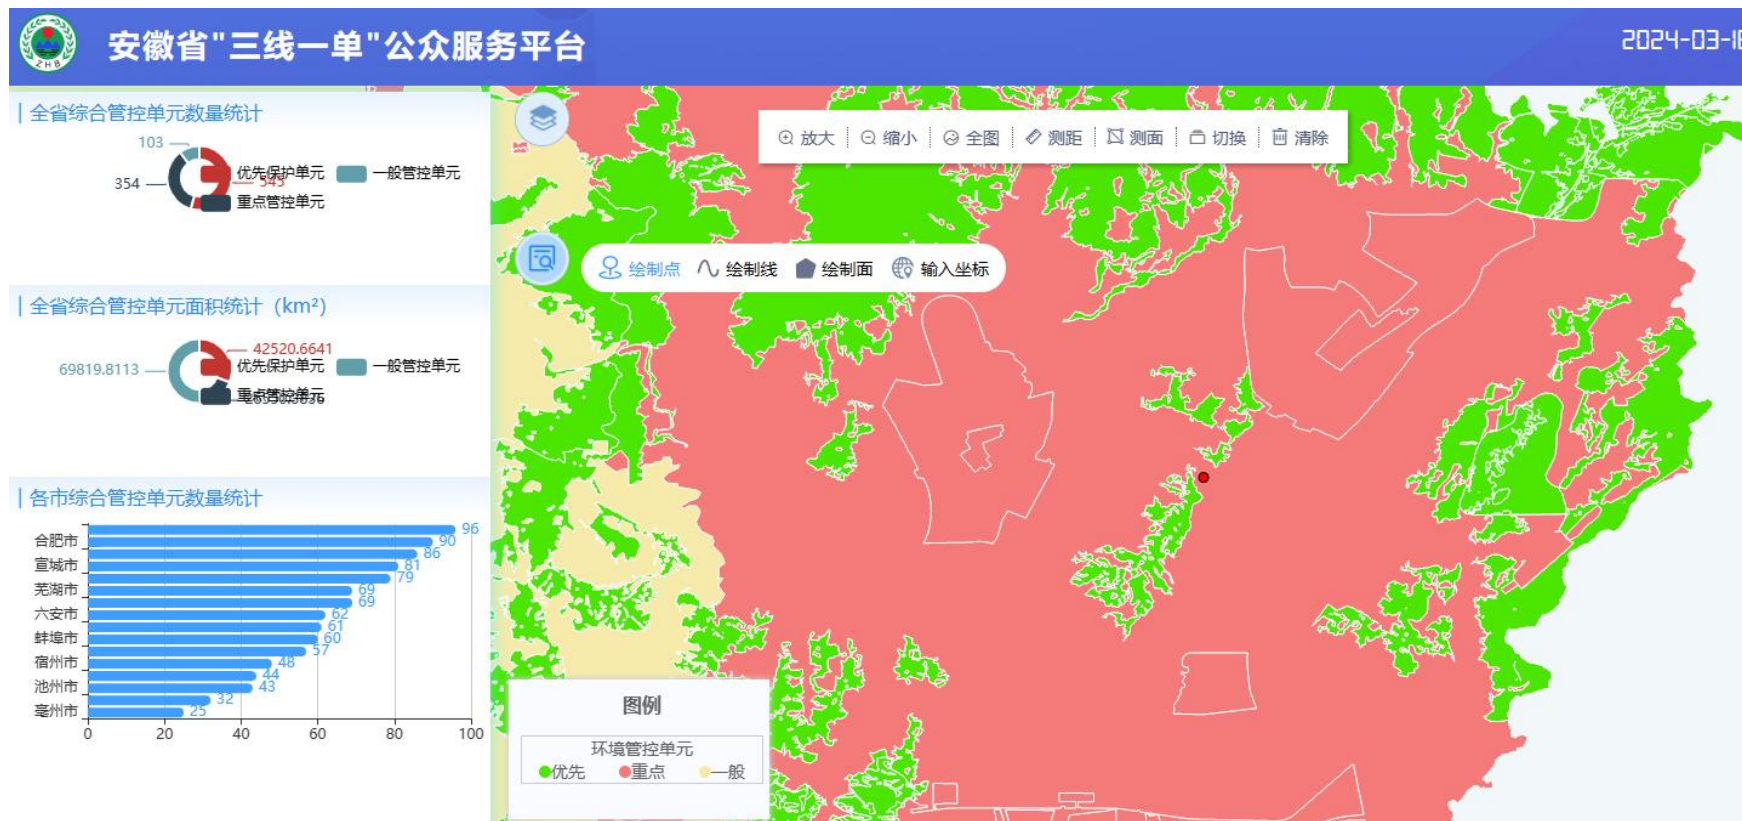 安徽省"三线一单"公众服务平台
ZHB
全省综合管控单元数量统计
103
354
545
优先保护单元
一般管控单元
重点管控单元
全省综合管控单元面积统计（km²）
42520.6641
69819.8113
优先保护单元
一般管控单元
重点管控单元
各市综合管控单元数量统计
96
合肥市 90
86
宣城市 81
79
芜湖市 69
69
六安市 62
61
蚌埠市 60
57
宿州市 48
44
池州市 43
32
亳州市 25
0 20 40 60 80 100
放大 缩小 全图 测距 测面 切换 清除
绘制点 绘制线 绘制面 输入坐标
图例
环境管控单元
优先 重点 一般